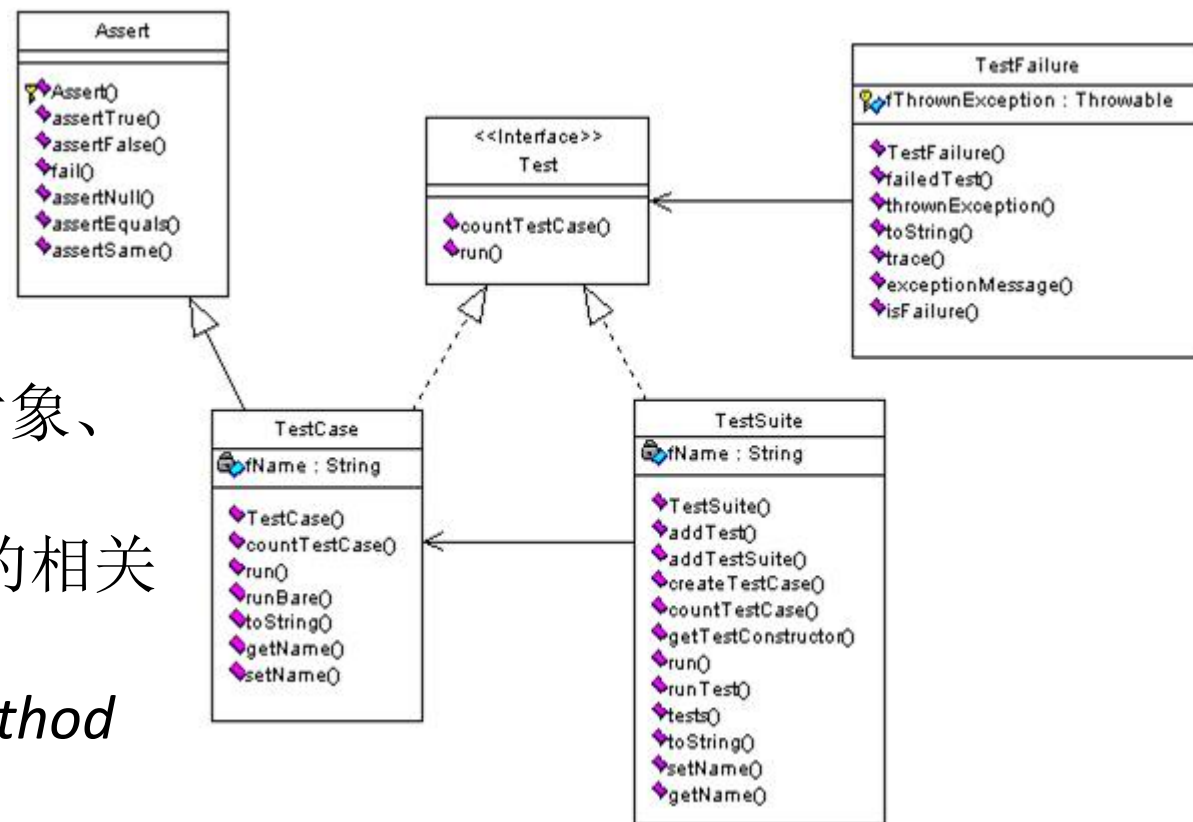 Assert
Assert()
assertTrue()
assertFalse()
fail()
assertNull()
assertEquals()
assertSame()
<<Interface>>
Test
countTestCase()
run()
TestFailure
fThrownException : Throwable
TestFailure()
failedTest()
thrownException()
toString()
trace()
exceptionMessage()
isFailure()
象、
的相关
thod
TestCase
fName : String
TestCase()
countTestCase()
run()
runBare()
toString()
getName()
setName()
TestSuite
fName : String
TestSuite()
addTest()
addTestSuite()
createTestCase()
countTestCase()
getTestConstructor()
run()
runTest()
tests()
toString()
setName()
getName()